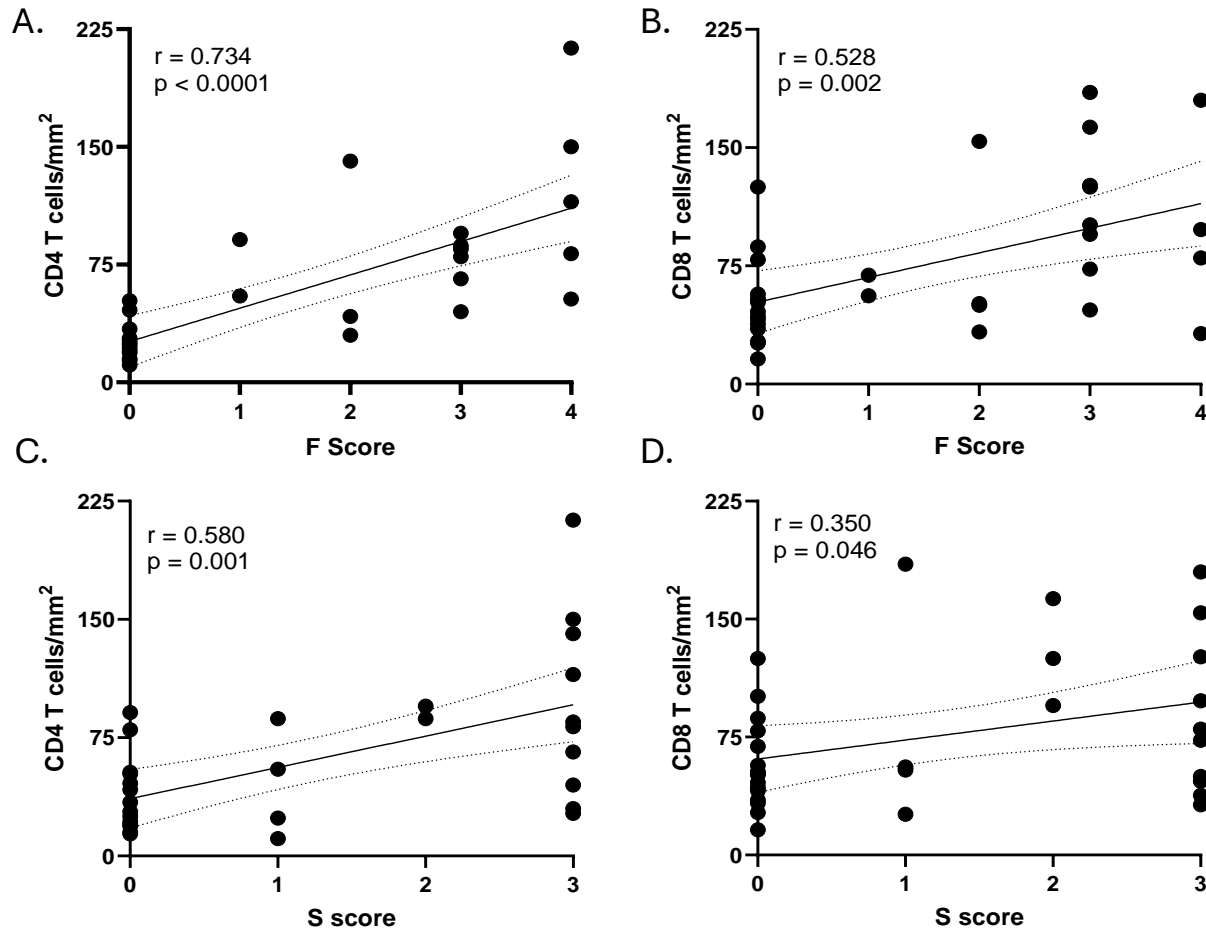 A.
225
150
75
0
CD4 T cells/mm²
r = 0.734
p < 0.0001
0 1 2 3 4
F Score
B.
225
150
75
0
CD8 T cells/mm²
r = 0.528
p = 0.002
0 1 2 3 4
F Score
C.
225
150
75
0
CD4 T cells/mm²
r = 0.580
p = 0.001
0 1 2 3
S score
D.
225
150
75
0
CD8 T cells/mm²
r = 0.350
p = 0.046
0 1 2 3
S score